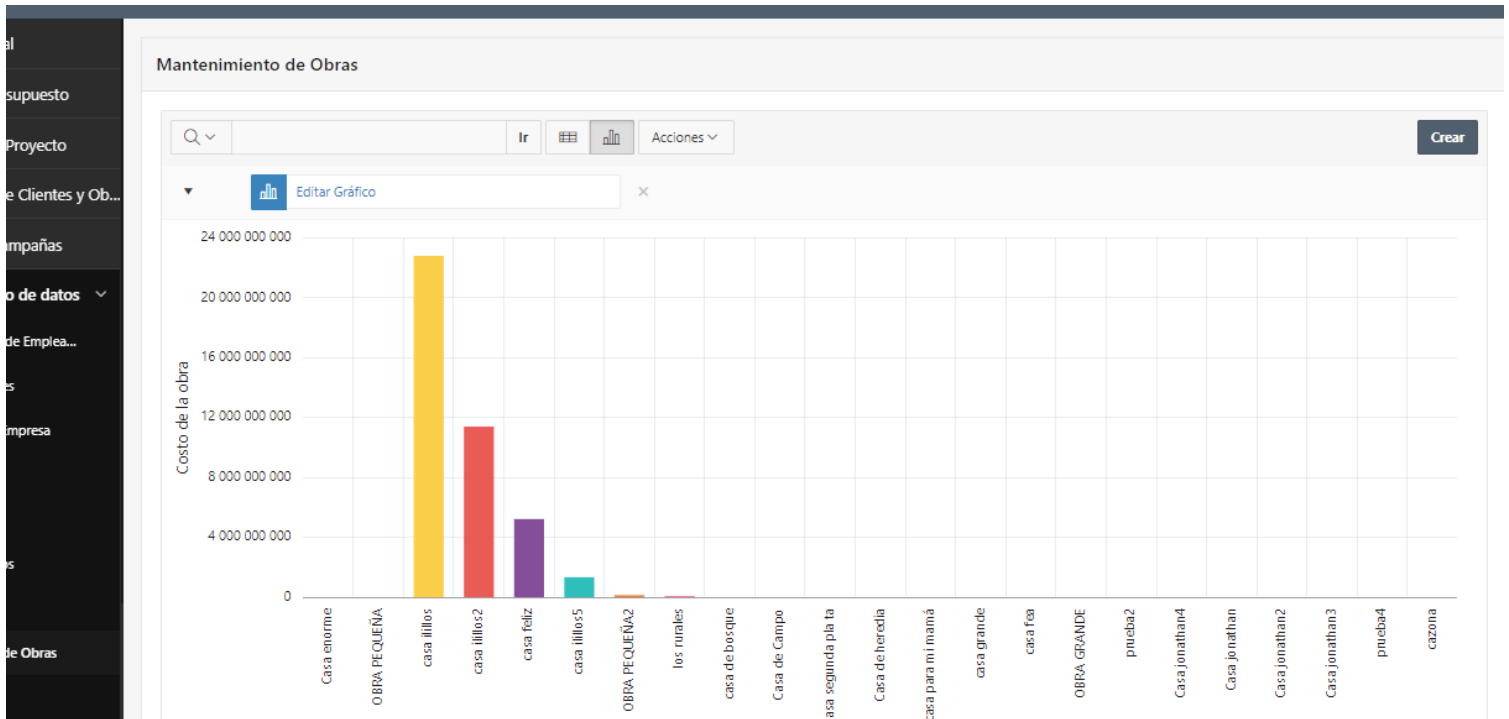 al
supuesto
Proyecto
e Clientes y Ob...
mpañas
o de datos
de Emplea...
es
Empresa
os
de Obras
Mantenimiento de Obras
Ir
Acciones
Crear
Editar Gráfico
Costo de la obra
24 000 000 000
20 000 000 000
16 000 000 000
12 000 000 000
8 000 000 000
4 000 000 000
0
Casa enorme
OBRA PEQUEÑA
casa ilillos
casa ilillos2
casa feliz
casa ilillos5
OBRA PEQUEÑA2
los rurales
casa de bosque
Casa de Campo
asa segunda pla ta
Casa de heredia
casa para mi mamá
casa grande
casa fea
OBRA GRANDE
prueba2
Casa jonathan4
Casa jonathan
Casa jonathan2
Casa jonathan3
prueba4
cazona